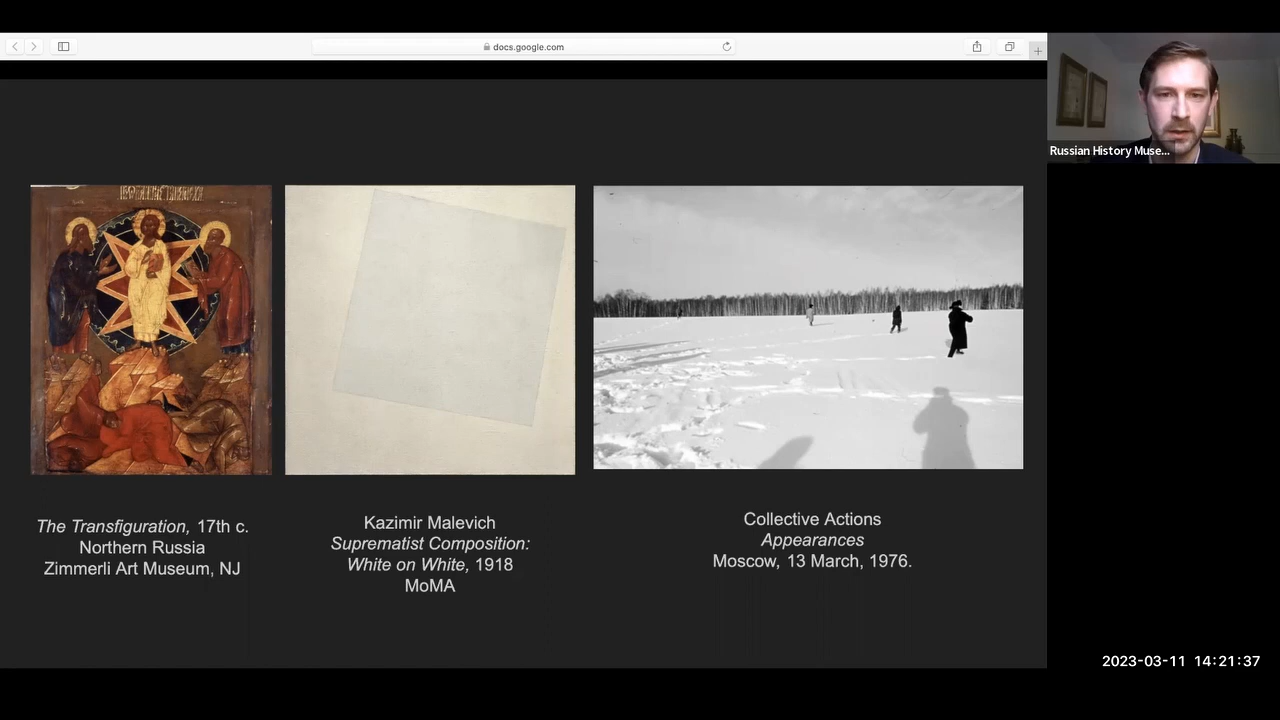 docs.google.com
Russian History Muse...
The Transfiguration, 17th c.
Northern Russia
Zimmerli Art Museum, NJ
Kazimir Malevich
Suprematist Composition:
White on White, 1918
MoMA
Collective Actions
Appearances
Moscow, 13 March, 1976.
2023-03-11 14:21:37